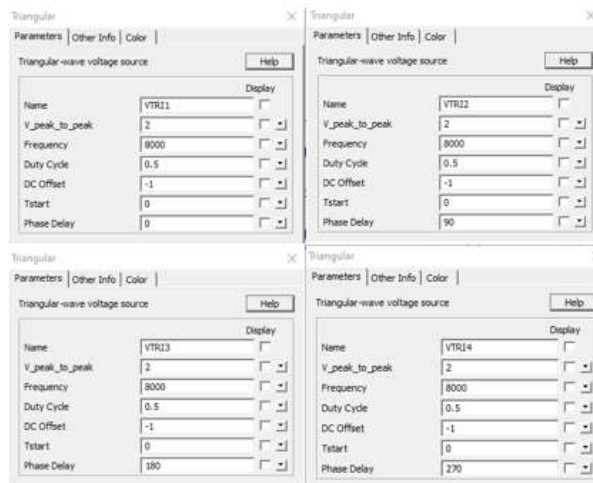 Triangular
Parameters Other Info Color
Triangular-wave voltage source Help
Display
Name VTRI1
V_peak_to_peak 2
Frequency 8000
Duty Cycle 0.5
DC Offset -1
Tstart 0
Phase Delay 0
Triangular
Parameters Other Info Color
Triangular-wave voltage source Help
Display
Name VTRI2
V_peak_to_peak 2
Frequency 8000
Duty Cycle 0.5
DC Offset -1
Tstart 0
Phase Delay 90
Triangular
Parameters Other Info Color
Triangular-wave voltage source Help
Display
Name VTRI3
V_peak_to_peak 2
Frequency 8000
Duty Cycle 0.5
DC Offset -1
Tstart 0
Phase Delay 180
Triangular
Parameters Other Info Color
Triangular-wave voltage source Help
Display
Name VTRI4
V_peak_to_peak 2
Frequency 8000
Duty Cycle 0.5
DC Offset -1
Tstart 0
Phase Delay 270